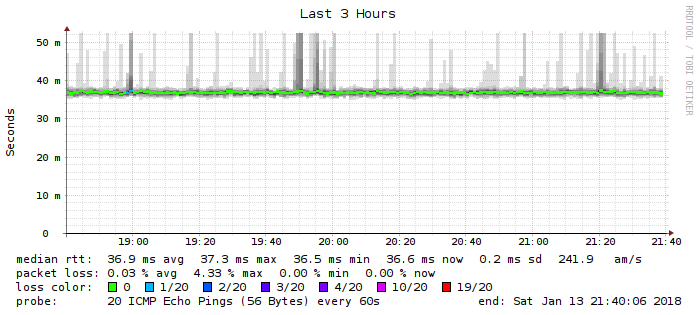 Last 3 Hours
RRDTOOL / TOBI OETIKER
Seconds
50 m
40 m
30 m
20 m
10 m
0
19:00 19:20 19:40 20:00 20:20 20:40 21:00 21:20 21:40
median rtt: 36.9 ms avg 37.3 ms max 36.5 ms min 36.6 ms now 0.2 ms sd 241.9 am/s
packet loss: 0.03 % avg 4.33 % max 0.00 % min 0.00 % now
loss color: 0 1/20 2/20 3/20 4/20 10/20 19/20
probe: 20 ICMP Echo Pings (56 Bytes) every 60s end: Sat Jan 13 21:40:06 2018